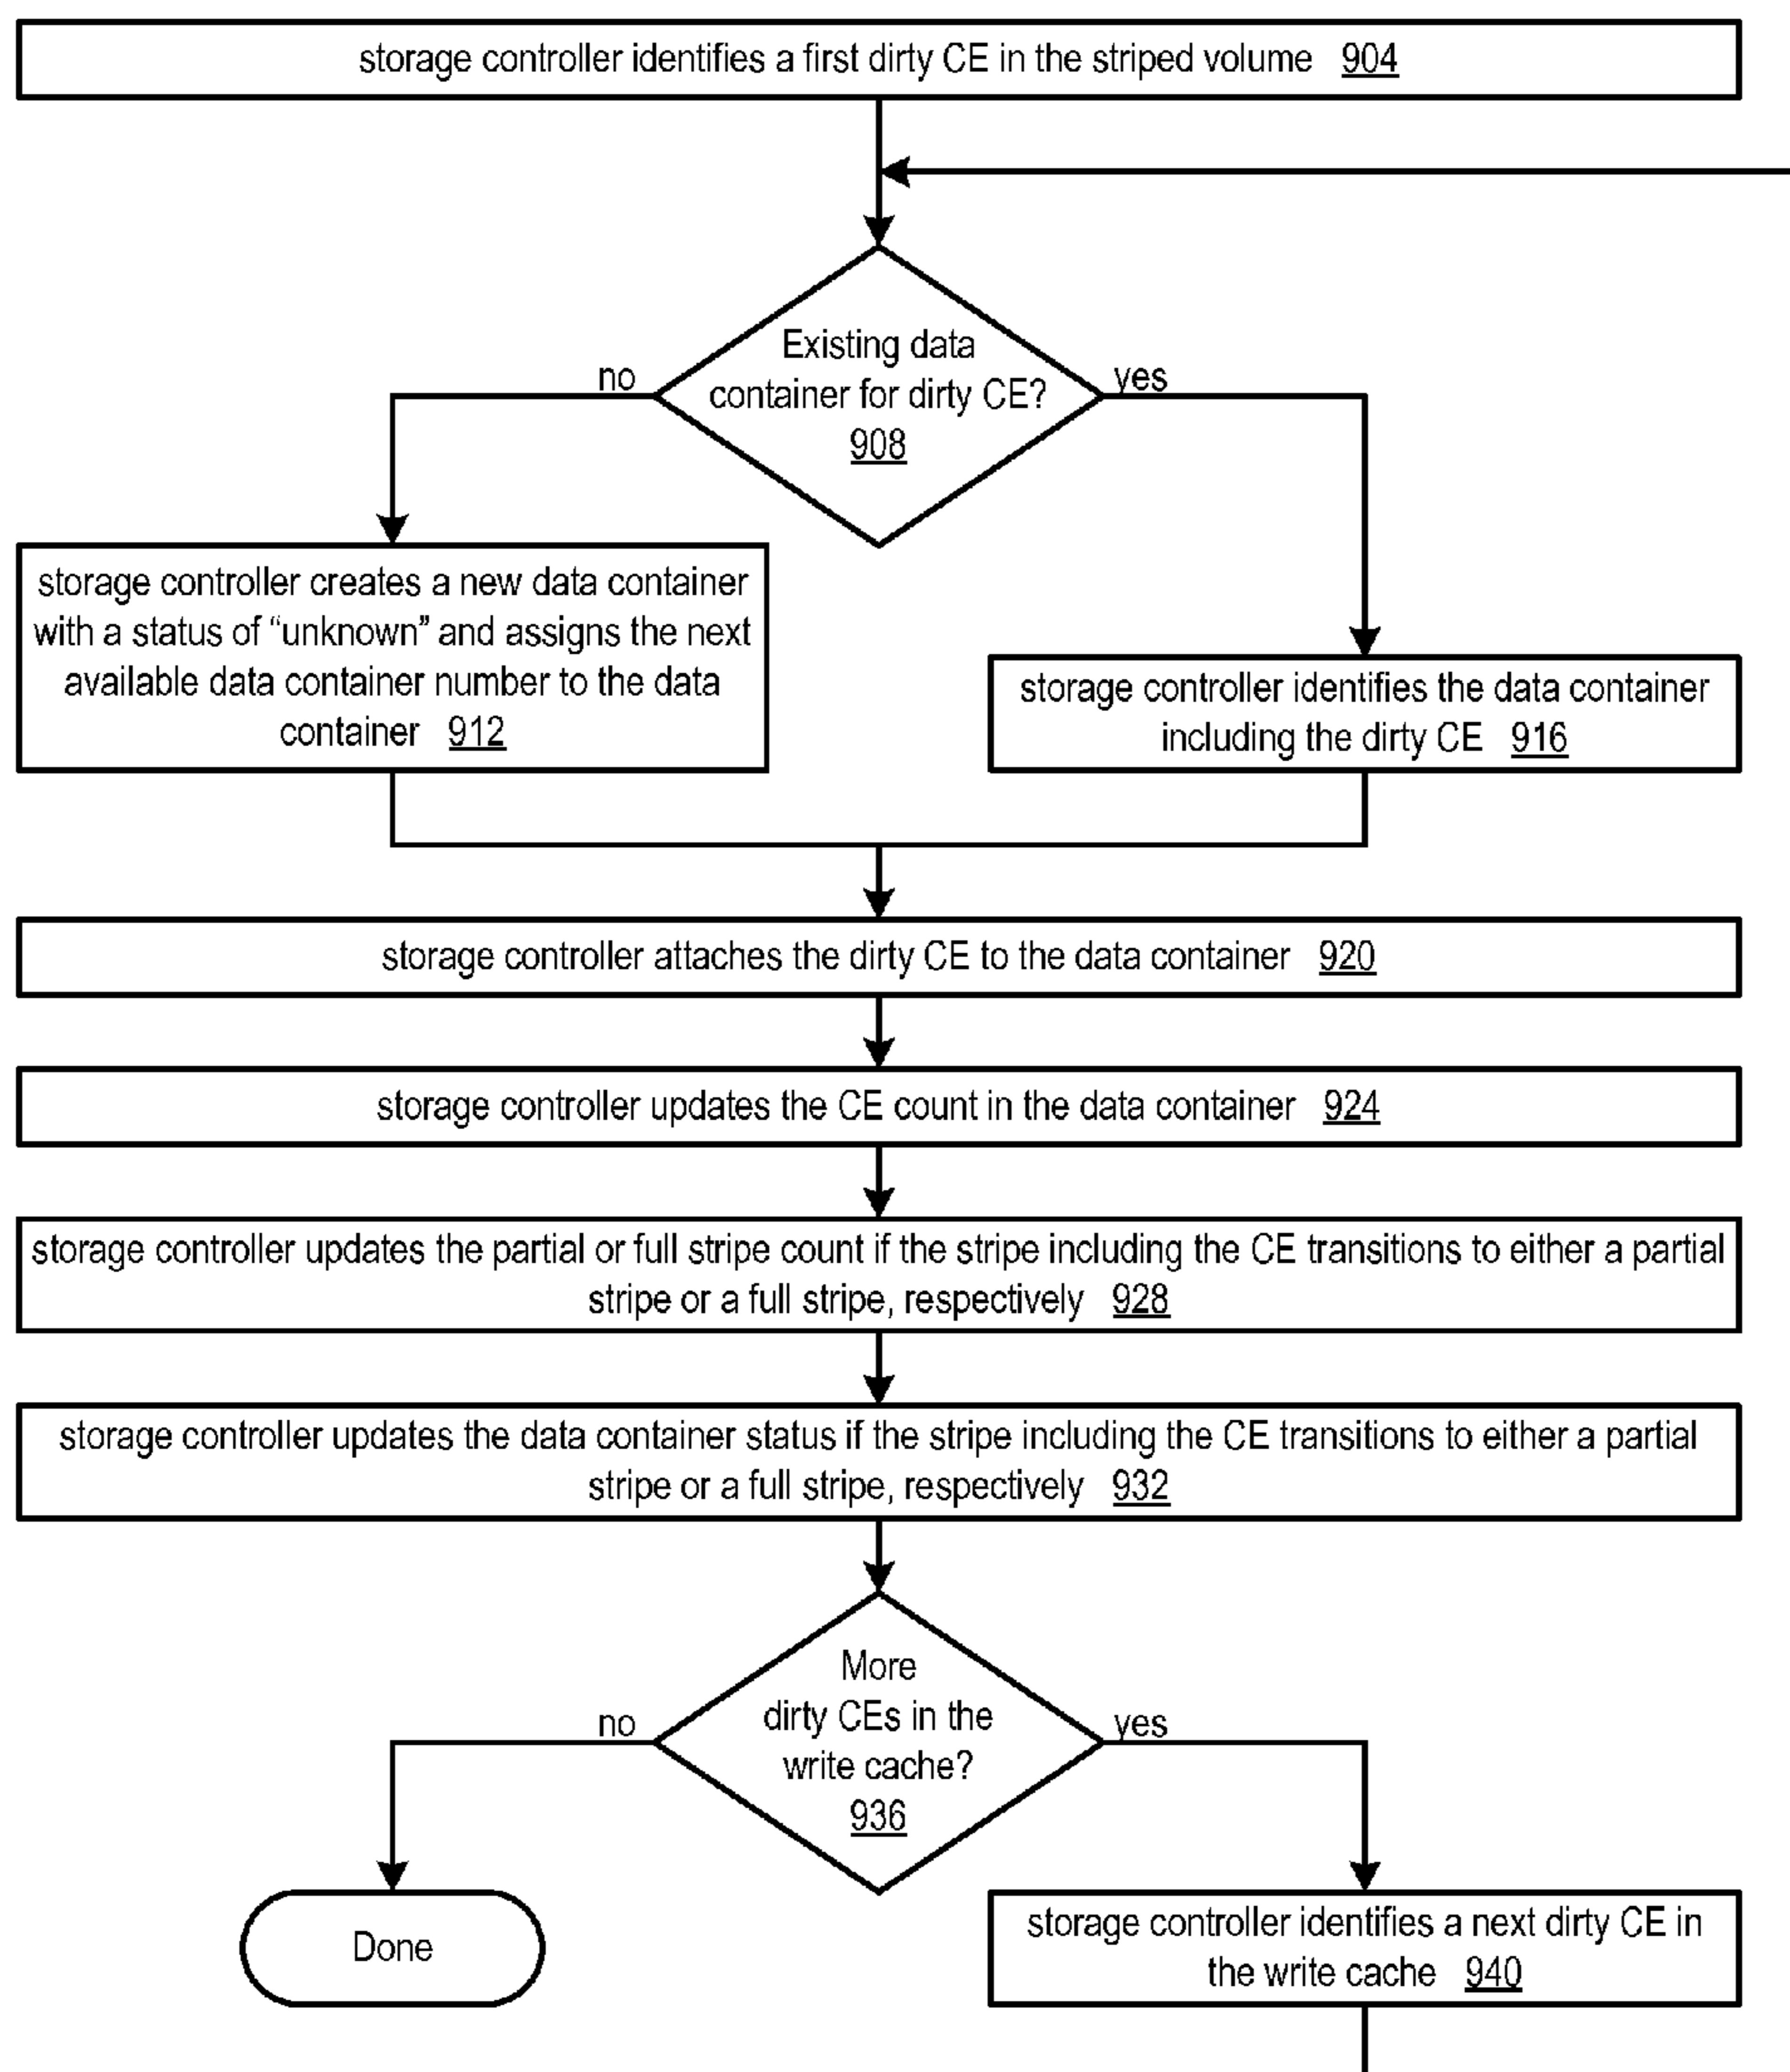 storage controller identifies a first dirty CE in the striped volume 904
Existing data
container for dirty CE?
908
no
yes
storage controller creates a new data container
with a status of “unknown” and assigns the next
available data container number to the data
container 912
storage controller identifies the data container
including the dirty CE 916
storage controller attaches the dirty CE to the data container 920
storage controller updates the CE count in the data container 924
storage controller updates the partial or full stripe count if the stripe including the CE transitions to either a partial
stripe or a full stripe, respectively 928
storage controller updates the data container status if the stripe including the CE transitions to either a partial
stripe or a full stripe, respectively 932
More
dirty CEs in the
write cache?
936
no
yes
Done
storage controller identifies a next dirty CE in
the write cache 940